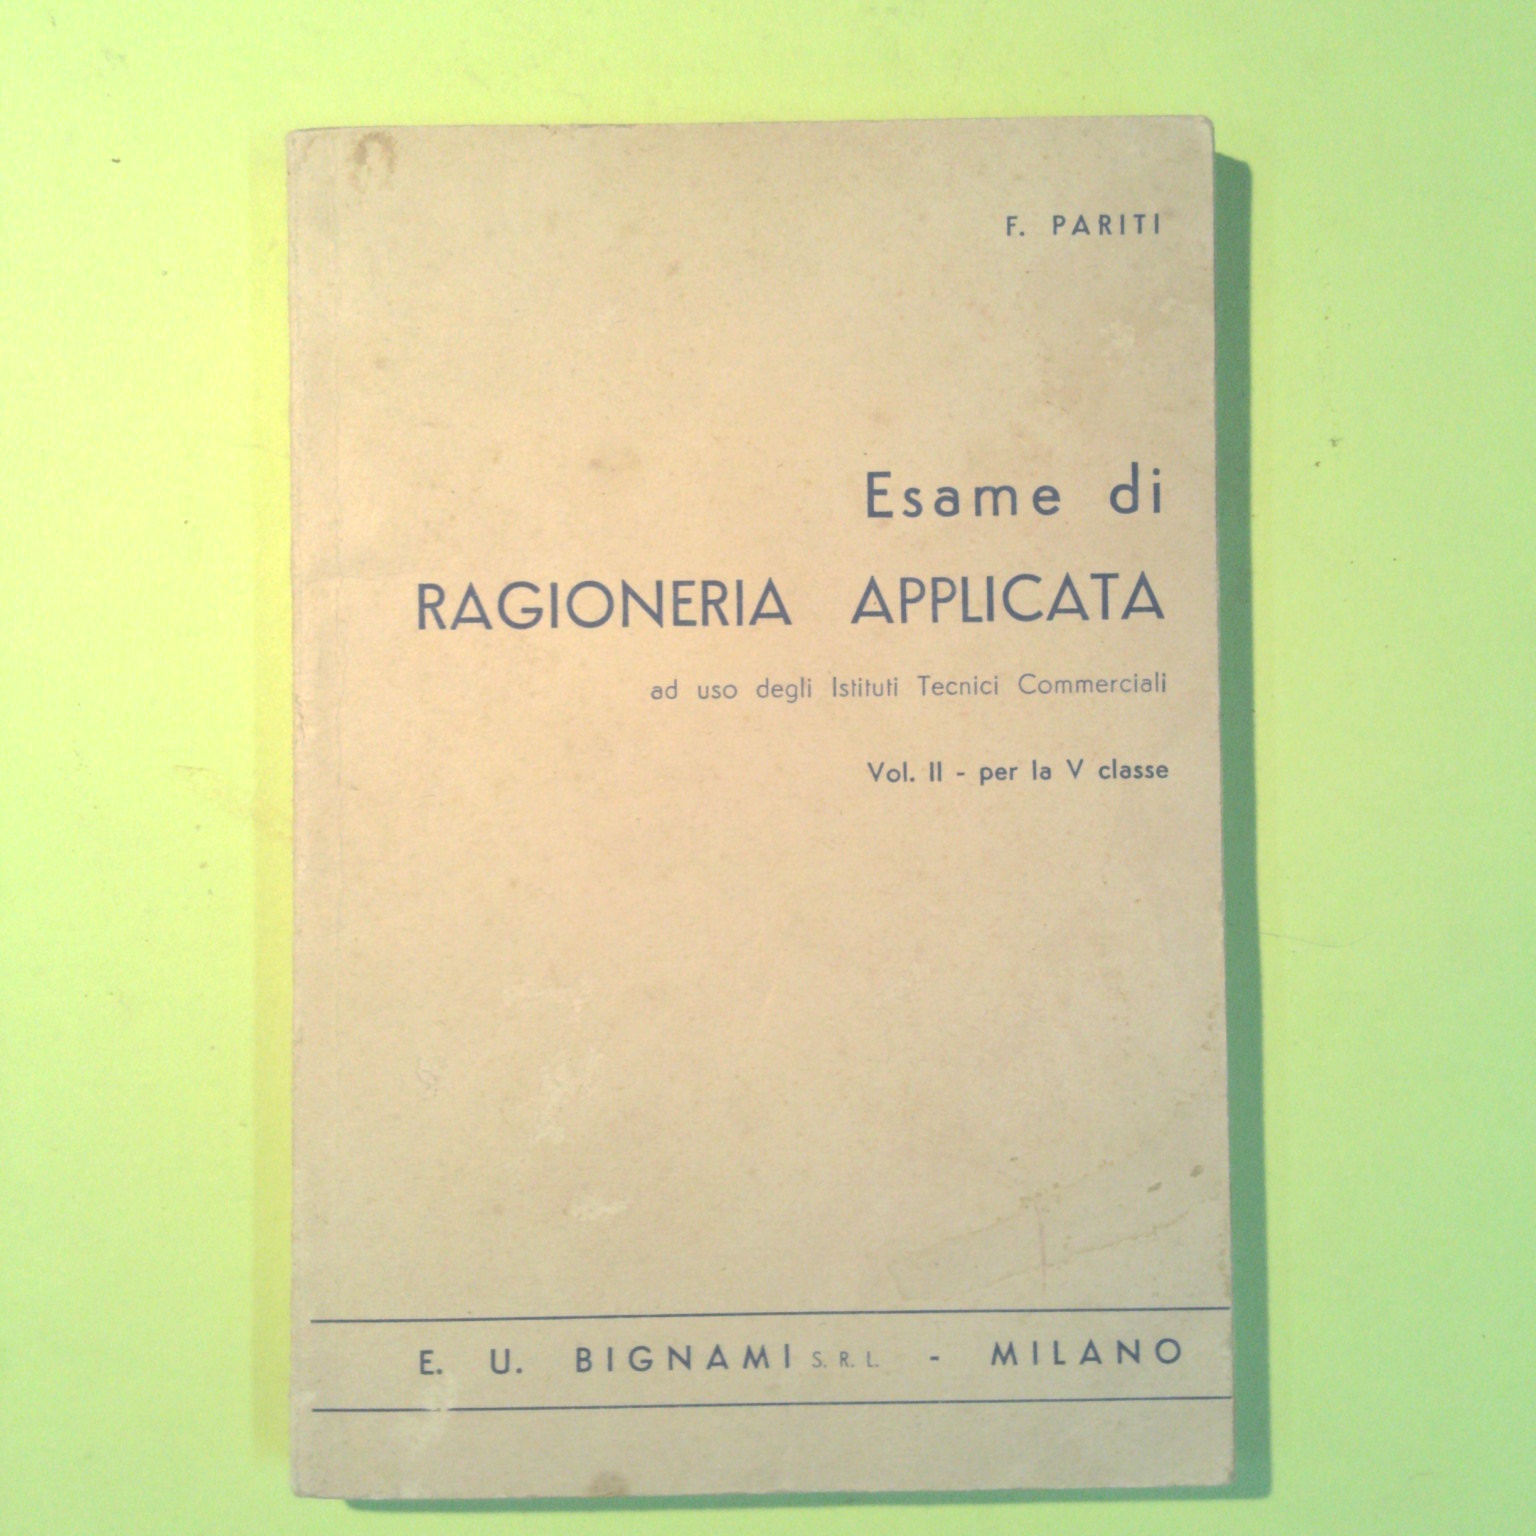 F. PARITI
Esame di
RAGIONERIA APPLICATA
ad uso degli Istituti Tecnici Commerciali
Vol. II - per la V classe
E. U. BIGNAMI S. R. L. - MILANO